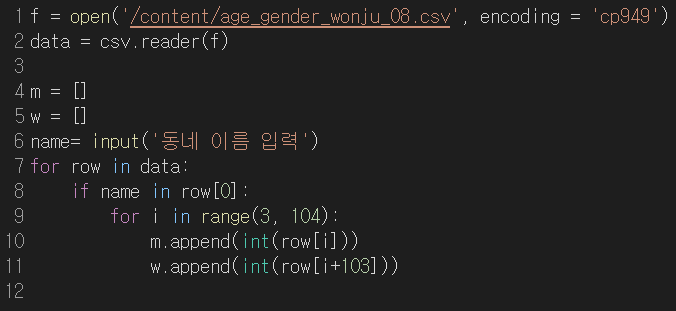 1 f = open('/content/age_gender_wonju_08.csv', encoding = 'cp949')
2 data = csv.reader(f)
3
4 m = []
5 w = []
6 name= input('동네 이름 입력')
7 for row in data:
8     if name in row[0]:
9         for i in range(3, 104):
10             m.append(int(row[i]))
11             w.append(int(row[i+103]))
12